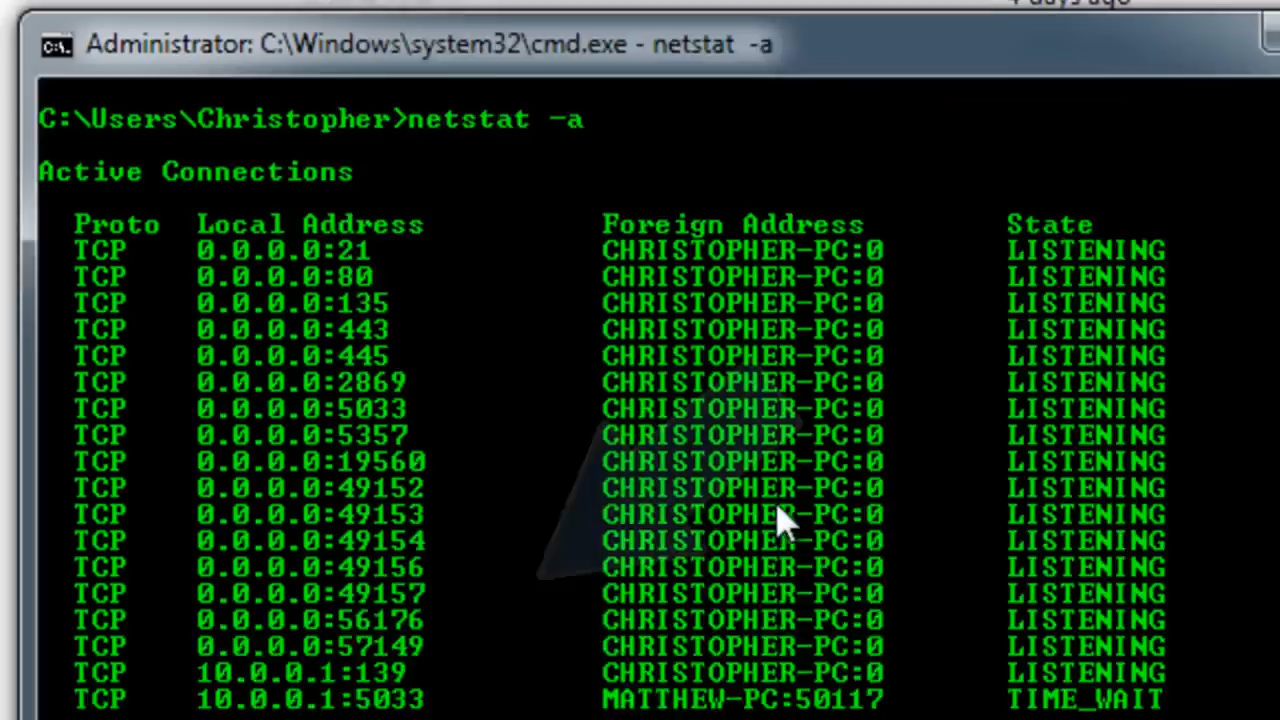 4 days ago
Administrator: C:\Windows\system32\cmd.exe - netstat  -a
C:\Users\Christopher>netstat -a
Active Connections
Proto  Local Address          Foreign Address        State
TCP    0.0.0.0:21             CHRISTOPHER-PC:0       LISTENING
TCP    0.0.0.0:80             CHRISTOPHER-PC:0       LISTENING
TCP    0.0.0.0:135            CHRISTOPHER-PC:0       LISTENING
TCP    0.0.0.0:443            CHRISTOPHER-PC:0       LISTENING
TCP    0.0.0.0:445            CHRISTOPHER-PC:0       LISTENING
TCP    0.0.0.0:2869           CHRISTOPHER-PC:0       LISTENING
TCP    0.0.0.0:5033           CHRISTOPHER-PC:0       LISTENING
TCP    0.0.0.0:5357           CHRISTOPHER-PC:0       LISTENING
TCP    0.0.0.0:19560          CHRISTOPHER-PC:0       LISTENING
TCP    0.0.0.0:49152          CHRISTOPHER-PC:0       LISTENING
TCP    0.0.0.0:49153          CHRISTOPHER-PC:0       LISTENING
TCP    0.0.0.0:49154          CHRISTOPHER-PC:0       LISTENING
TCP    0.0.0.0:49156          CHRISTOPHER-PC:0       LISTENING
TCP    0.0.0.0:49157          CHRISTOPHER-PC:0       LISTENING
TCP    0.0.0.0:56176          CHRISTOPHER-PC:0       LISTENING
TCP    0.0.0.0:57149          CHRISTOPHER-PC:0       LISTENING
TCP    10.0.0.1:139           CHRISTOPHER-PC:0       LISTENING
TCP    10.0.0.1:5033          MATTHEW-PC:50117       TIME_WAIT